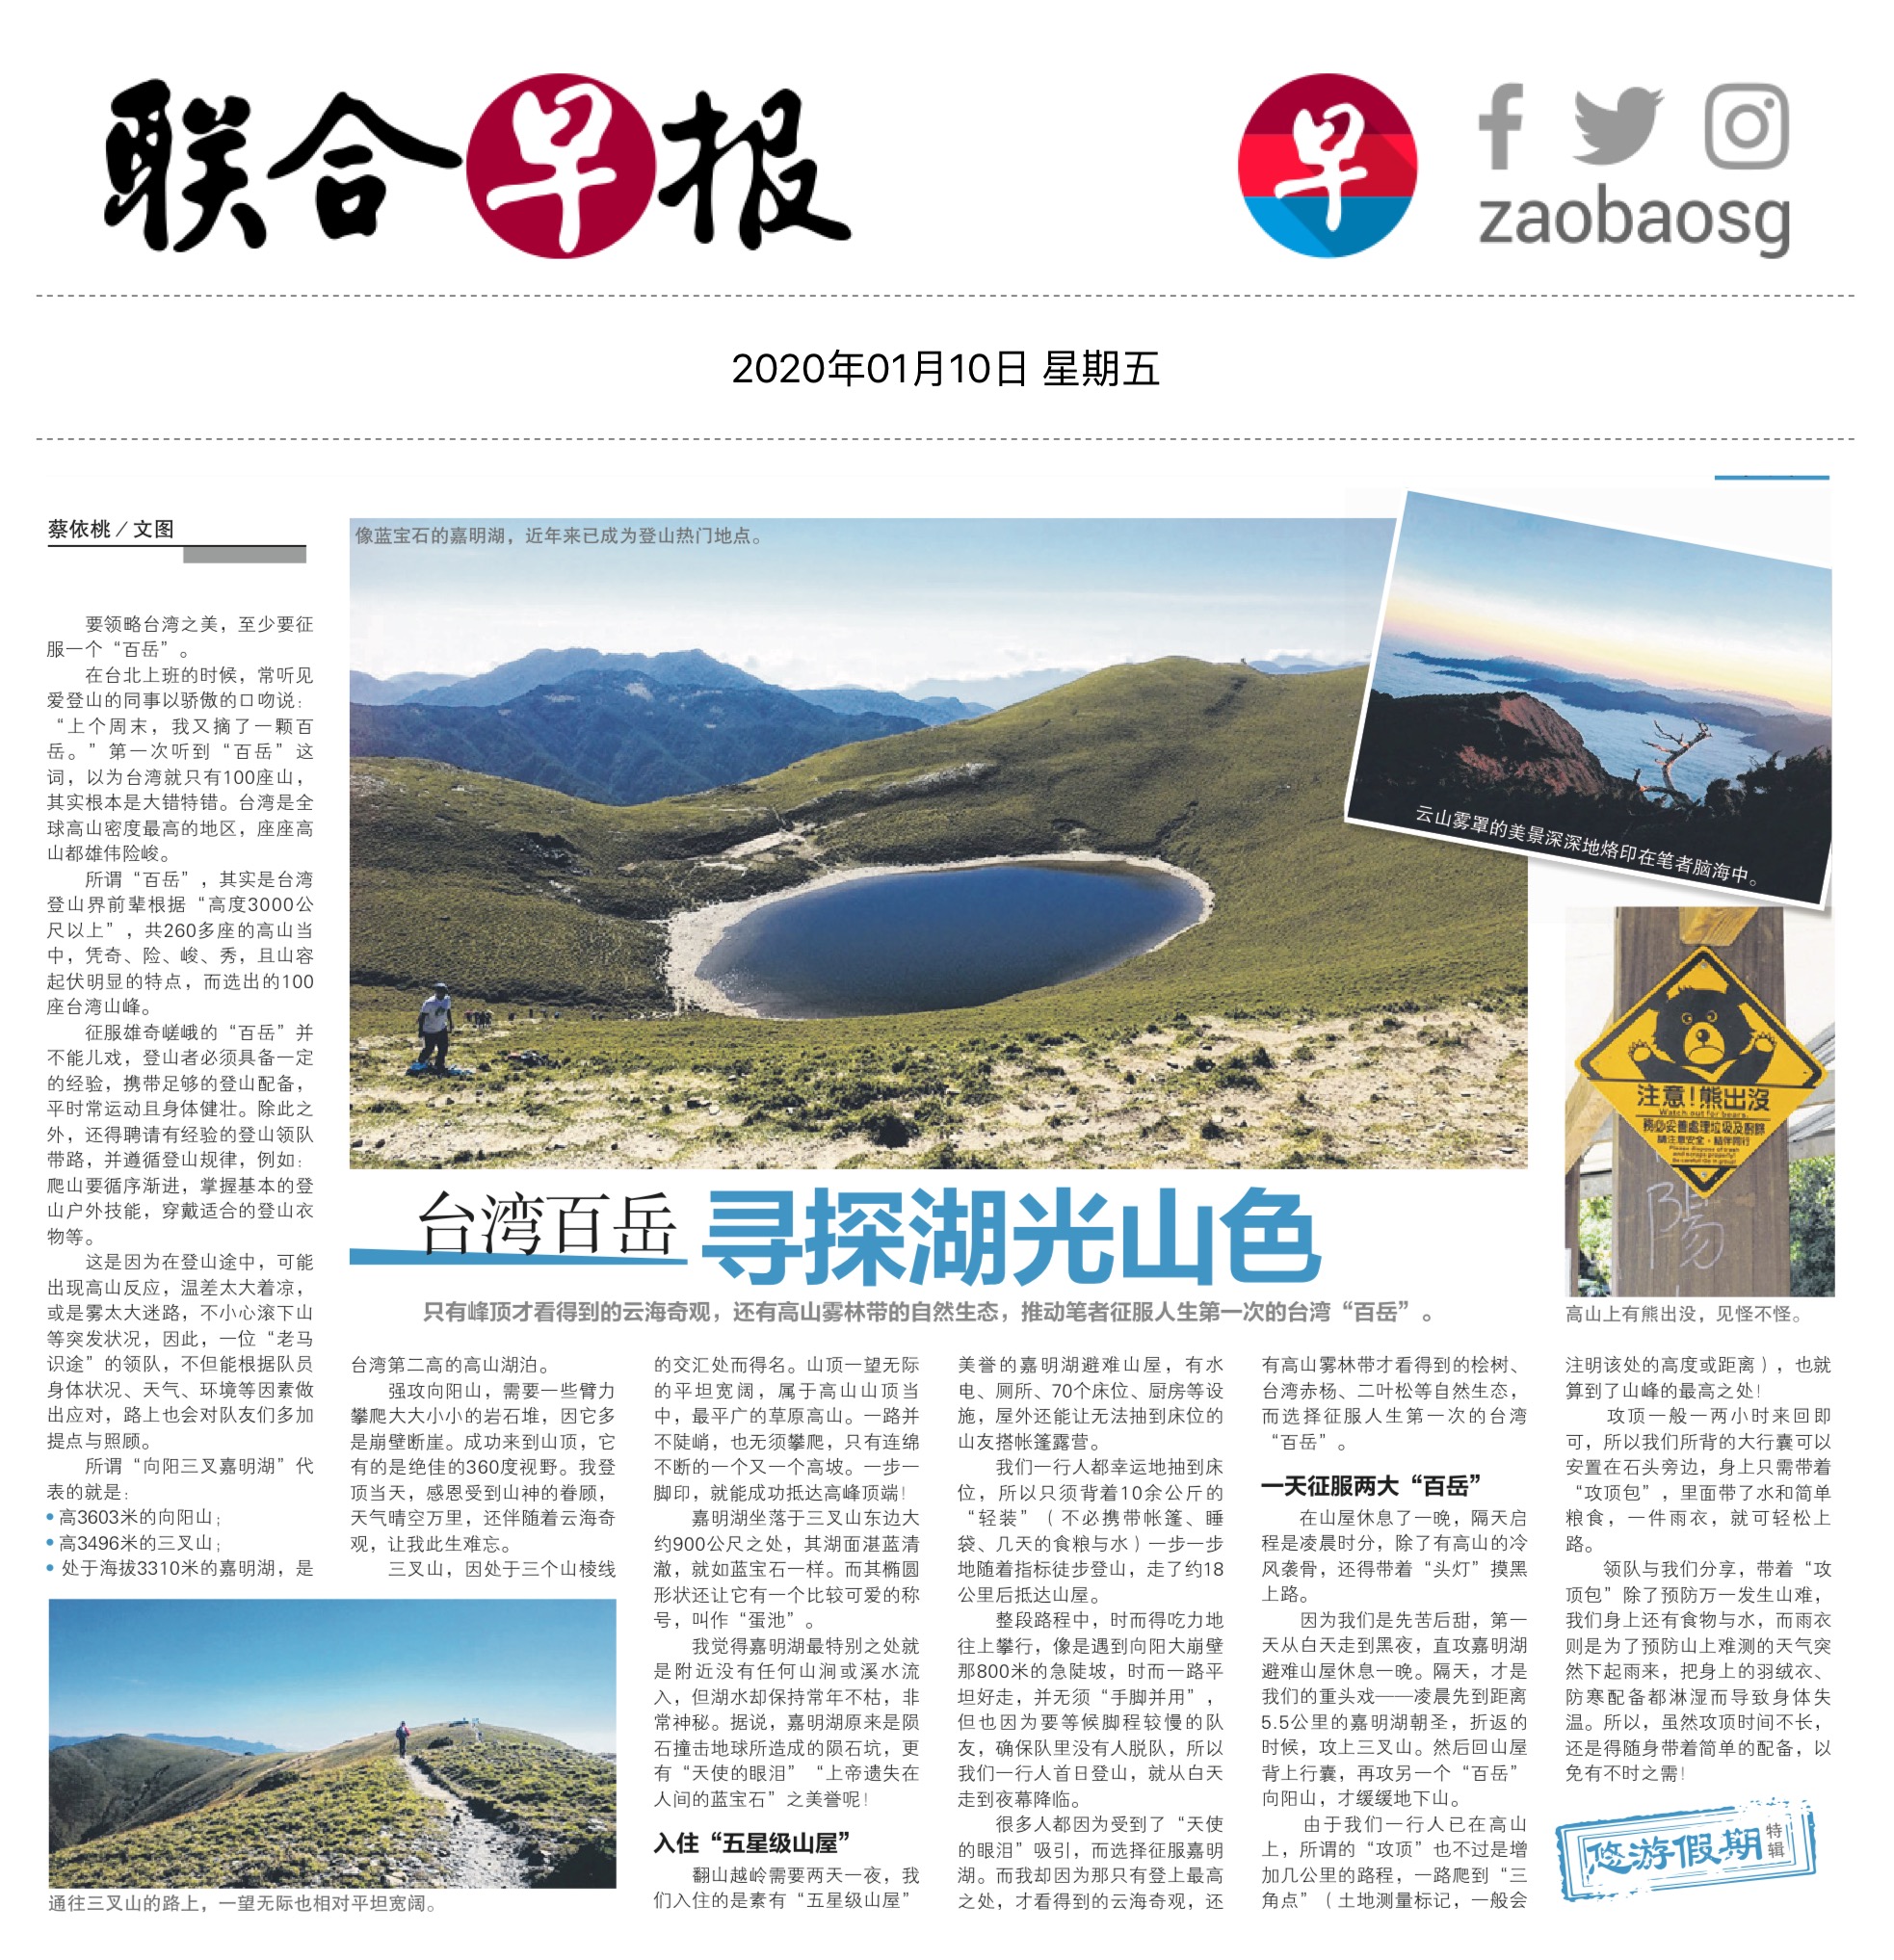 联合早报
早
zaobaosg
2020年01月10日 星期五
蔡依桃／文图
像蓝宝石的嘉明湖，近年来已成为登山热门地点。
云山雾罩的美景深深地烙印在笔者脑海中。
注意!熊出沒
Watch out for bears.
務必妥善處理垃圾及廚餘
請注意安全，結伴同行
高山上有熊出没，见怪不怪。
台湾百岳 寻探湖光山色
只有峰顶才看得到的云海奇观，还有高山雾林带的自然生态，推动笔者征服人生第一次的台湾“百岳”。
要领略台湾之美，至少要征
服一个“百岳”。
在台北上班的时候，常听见
爱登山的同事以骄傲的口吻说：
“上个周末，我又摘了一颗百
岳。”第一次听到“百岳”这
词，以为台湾就只有100座山，
其实根本是大错特错。台湾是全
球高山密度最高的地区，座座高
山都雄伟险峻。
所谓“百岳”，其实是台湾
登山界前辈根据“高度3000公
尺以上”，共260多座的高山当
中，凭奇、险、峻、秀，且山容
起伏明显的特点，而选出的100
座台湾山峰。
征服雄奇嵯峨的“百岳”并
不能儿戏，登山者必须具备一定
的经验，携带足够的登山配备，
平时常运动且身体健壮。除此之
外，还得聘请有经验的登山领队
带路，并遵循登山规律，例如：
爬山要循序渐进，掌握基本的登
山户外技能，穿戴适合的登山衣
物等。
这是因为在登山途中，可能
出现高山反应，温差太大着凉，
或是雾太大迷路，不小心滚下山
等突发状况，因此，一位“老马
识途”的领队，不但能根据队员
身体状况、天气、环境等因素做
出应对，路上也会对队友们多加
提点与照顾。
所谓“向阳三叉嘉明湖”代
表的就是：
•高3603米的向阳山；
•高3496米的三叉山；
•处于海拔3310米的嘉明湖，是
台湾第二高的高山湖泊。
强攻向阳山，需要一些臂力
攀爬大大小小的岩石堆，因它多
是崩壁断崖。成功来到山顶，它
有的是绝佳的360度视野。我登
顶当天，感恩受到山神的眷顾，
天气晴空万里，还伴随着云海奇
观，让我此生难忘。
三叉山，因处于三个山棱线
通往三叉山的路上，一望无际也相对平坦宽阔。
的交汇处而得名。山顶一望无际
的平坦宽阔，属于高山山顶当
中，最平广的草原高山。一路并
不陡峭，也无须攀爬，只有连绵
不断的一个又一个高坡。一步一
脚印，就能成功抵达高峰顶端！
嘉明湖坐落于三叉山东边大
约900公尺之处，其湖面湛蓝清
澈，就如蓝宝石一样。而其椭圆
形状还让它有一个比较可爱的称
号，叫作“蛋池”。
我觉得嘉明湖最特别之处就
是附近没有任何山涧或溪水流
入，但湖水却保持常年不枯，非
常神秘。据说，嘉明湖原来是陨
石撞击地球所造成的陨石坑，更
有“天使的眼泪”“上帝遗失在
人间的蓝宝石”之美誉呢！
入住“五星级山屋”
翻山越岭需要两天一夜，我
们入住的是素有“五星级山屋”
美誉的嘉明湖避难山屋，有水
电、厕所、70个床位、厨房等设
施，屋外还能让无法抽到床位的
山友搭帐篷露营。
我们一行人都幸运地抽到床
位，所以只须背着10余公斤的
“轻装”（不必携带帐篷、睡
袋、几天的食粮与水）一步一步
地随着指标徒步登山，走了约18
公里后抵达山屋。
整段路程中，时而得吃力地
往上攀行，像是遇到向阳大崩壁
那800米的急陡坡，时而一路平
坦好走，并无须“手脚并用”，
但也因为要等候脚程较慢的队
友，确保队里没有人脱队，所以
我们一行人首日登山，就从白天
走到夜幕降临。
很多人都因为受到了“天使
的眼泪”吸引，而选择征服嘉明
湖。而我却因为那只有登上最高
之处，才看得到的云海奇观，还
有高山雾林带才看得到的桧树、
台湾赤杨、二叶松等自然生态，
而选择征服人生第一次的台湾
“百岳”。
一天征服两大“百岳”
在山屋休息了一晚，隔天启
程是凌晨时分，除了有高山的冷
风袭骨，还得带着“头灯”摸黑
上路。
因为我们是先苦后甜，第一
天从白天走到黑夜，直攻嘉明湖
避难山屋休息一晚。隔天，才是
我们的重头戏——凌晨先到距离
5.5公里的嘉明湖朝圣，折返的
时候，攻上三叉山。然后回山屋
背上行囊，再攻另一个“百岳”
向阳山，才缓缓地下山。
由于我们一行人已在高山
上，所谓的“攻顶”也不过是增
加几公里的路程，一路爬到“三
角点”（土地测量标记，一般会
注明该处的高度或距离），也就
算到了山峰的最高之处！
攻顶一般一两小时来回即
可，所以我们所背的大行囊可以
安置在石头旁边，身上只需带着
“攻顶包”，里面带了水和简单
粮食，一件雨衣，就可轻松上
路。
领队与我们分享，带着“攻
顶包”除了预防万一发生山难，
我们身上还有食物与水，而雨衣
则是为了预防山上难测的天气突
然下起雨来，把身上的羽绒衣、
防寒配备都淋湿而导致身体失
温。所以，虽然攻顶时间不长，
还是得随身带着简单的配备，以
免有不时之需！
悠游假期 特辑